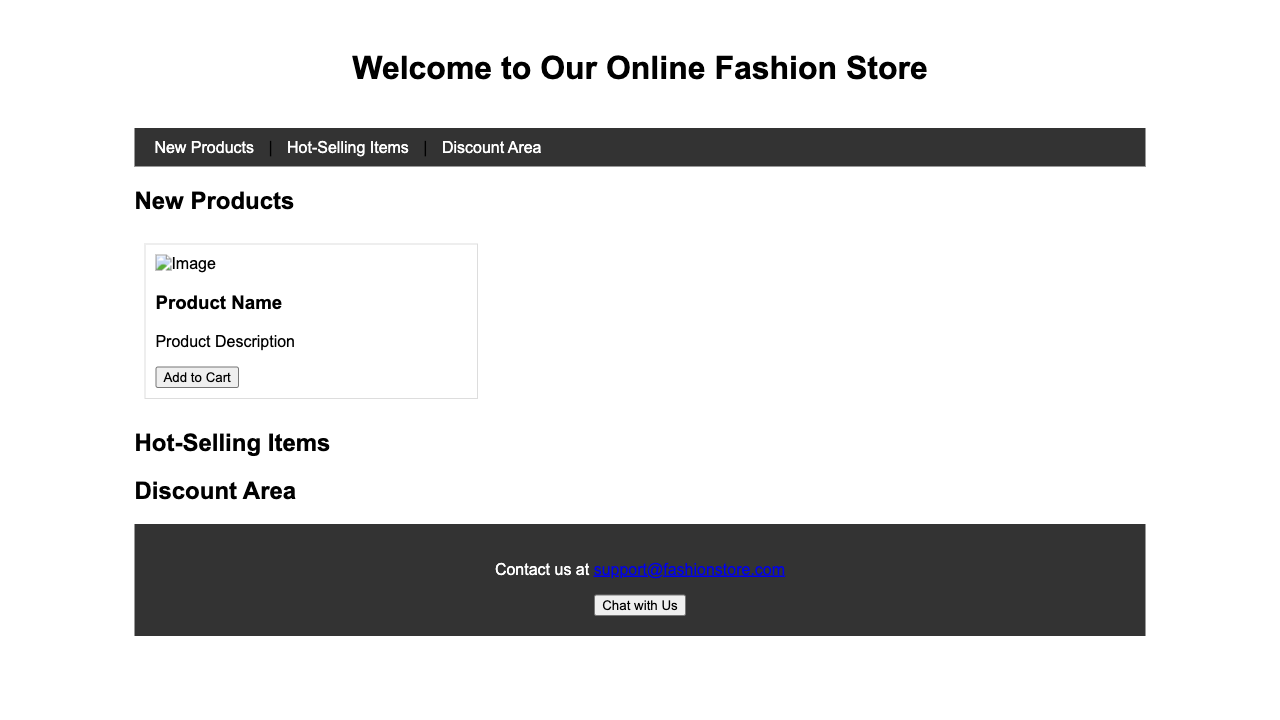 Welcome to Our Online Fashion Store
New Products | Hot-Selling Items | Discount Area
New Products
Image
Product Name
Product Description
Add to Cart
Hot-Selling Items
Discount Area
Contact us at support@fashionstore.com
Chat with Us